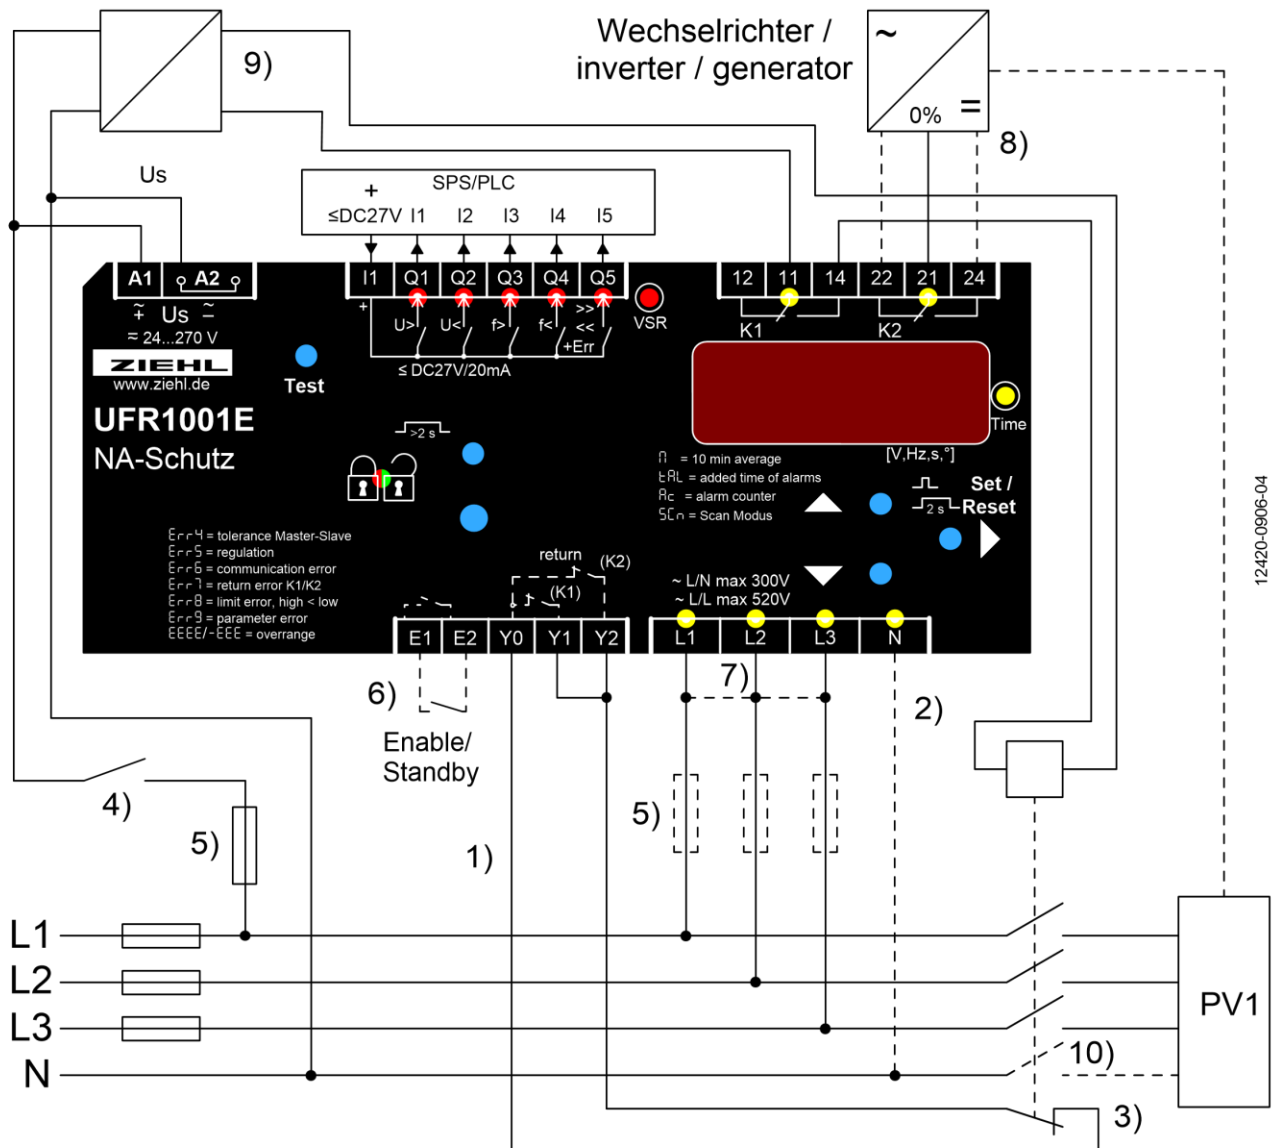 9)
Wechselrichter /
inverter / generator
~
0% =
8)
Us
SPS/PLC
+
≤DC27V I1 I2 I3 I4 I5
A1 A2
I1 Q1 Q2 Q3 Q4 Q5
12 11 14 22 21 24
Us
≂ 24...270 V
+ U> U< f> f< >>
<<
+Err
VSR
K1 K2
≤ DC27V/20mA
ZIEHL
www.ziehl.de
Test
UFR1001E
NA-Schutz
>2 s
Time
[V,Hz,s,°]
n = 10 min average
tAL = added time of alarms
Ac = alarm counter
SCn = Scan Modus
Set /
2 s Reset
Err4 = tolerance Master-Slave
Err5 = regulation
Err6 = communication error
Err7 = return error K1/K2
Err8 = limit error, high < low
Err9 = parameter error
EEEE/-EEE = overrange
return (K2)
(K1)
~ L/N max 300V
~ L/L max 520V
E1 E2 Y0 Y1 Y2
L1 L2 L3 N
12420-0906-04
6)
7)
2)
Enable/
Standby
4)
5)
1)
5)
L1
L2
L3
N
PV1
10)
3)